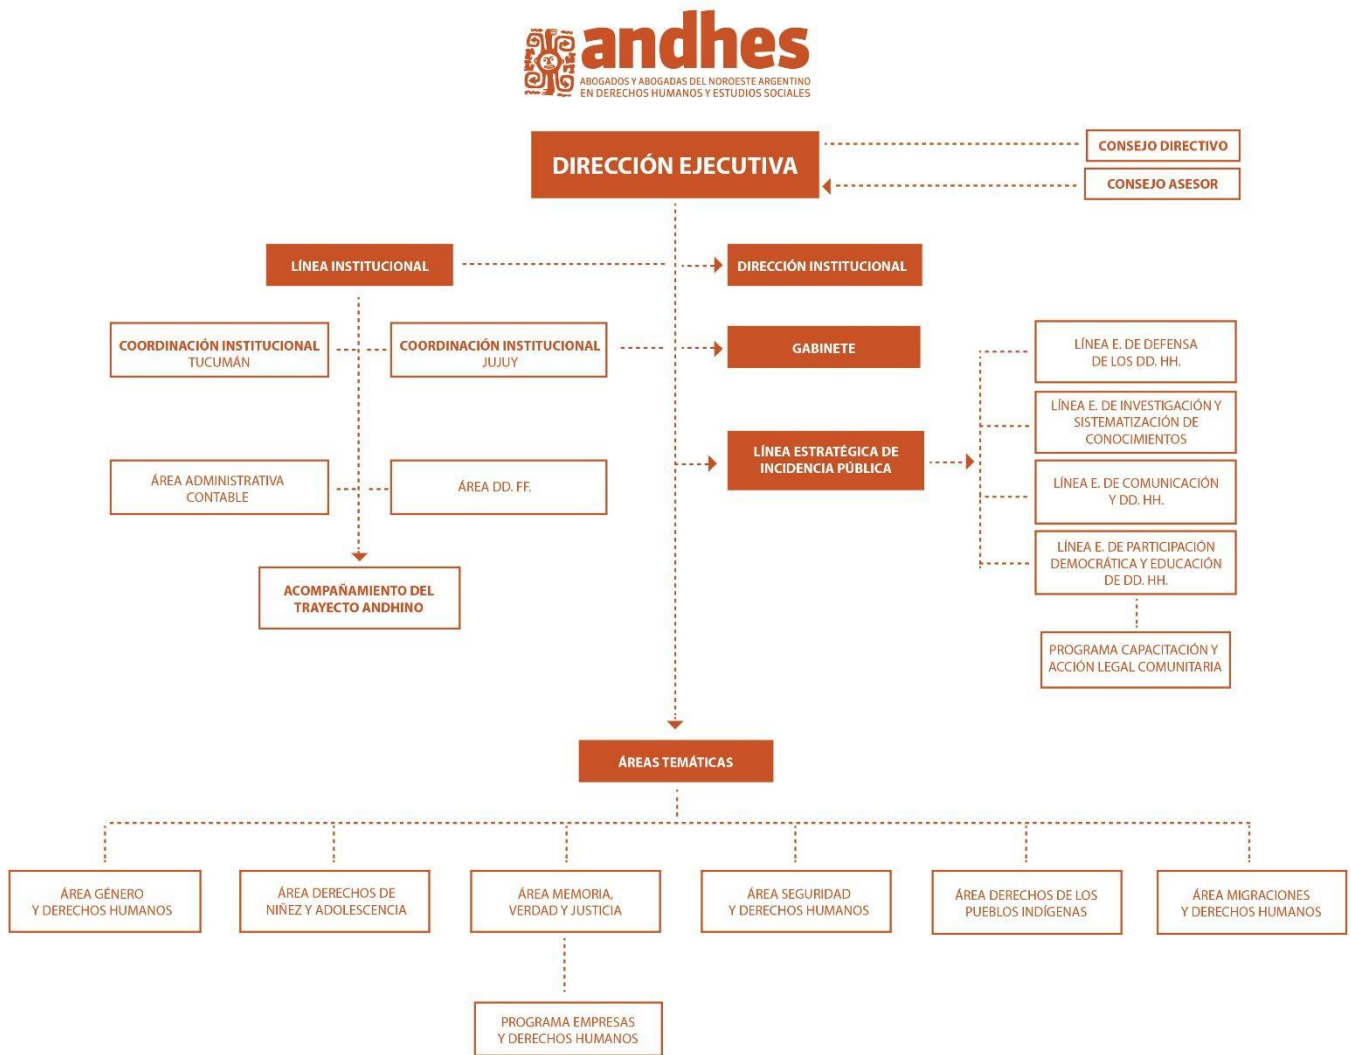 andhes
ABOGADOS Y ABOGADAS DEL NOROESTE ARGENTINO
EN DERECHOS HUMANOS Y ESTUDIOS SOCIALES
DIRECCIÓN EJECUTIVA
CONSEJO DIRECTIVO
CONSEJO ASESOR
LÍNEA INSTITUCIONAL
DIRECCIÓN INSTITUCIONAL
COORDINACIÓN INSTITUCIONAL
TUCUMÁN
COORDINACIÓN INSTITUCIONAL
JUJUY
GABINETE
LÍNEA E. DE DEFENSA
DE LOS DD. HH.
LÍNEA E. DE INVESTIGACIÓN Y
SISTEMATIZACIÓN DE
CONOCIMIENTOS
LÍNEA ESTRATÉGICA DE
INCIDENCIA PÚBLICA
ÁREA ADMINISTRATIVA
CONTABLE
ÁREA DD. FF.
LÍNEA E. DE COMUNICACIÓN
Y DD. HH.
LÍNEA E. DE PARTICIPACIÓN
DEMOCRÁTICA Y EDUCACIÓN
DE DD. HH.
ACOMPAÑAMIENTO DEL
TRAYECTO ANDHINO
PROGRAMA CAPACITACIÓN Y
ACCIÓN LEGAL COMUNITARIA
ÁREAS TEMÁTICAS
ÁREA GÉNERO
Y DERECHOS HUMANOS
ÁREA DERECHOS DE
NIÑEZ Y ADOLESCENCIA
ÁREA MEMORIA,
VERDAD Y JUSTICIA
ÁREA SEGURIDAD
Y DERECHOS HUMANOS
ÁREA DERECHOS DE LOS
PUEBLOS INDÍGENAS
ÁREA MIGRACIONES
Y DERECHOS HUMANOS
PROGRAMA EMPRESAS
Y DERECHOS HUMANOS